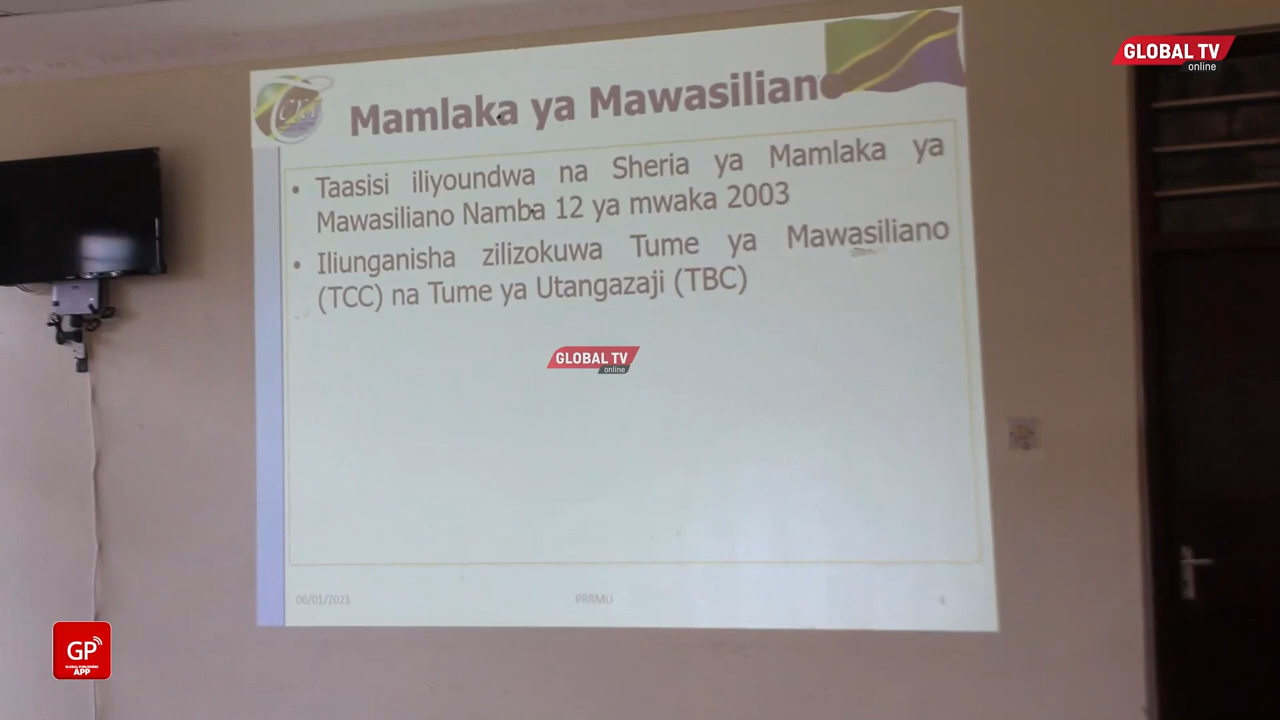 GLOBAL TV
online
Mamlaka ya Mawasiliano
• Taasisi iliyoundwa na Sheria ya Mamlaka ya
Mawasiliano Namba 12 ya mwaka 2003
• Iliunganisha zilizokuwa Tume ya Mawasiliano
(TCC) na Tume ya Utangazaji (TBC)
GLOBAL TV
online
06/01/2021 PRRMU 4
GP
GLOBAL PUBLISHERS
APP